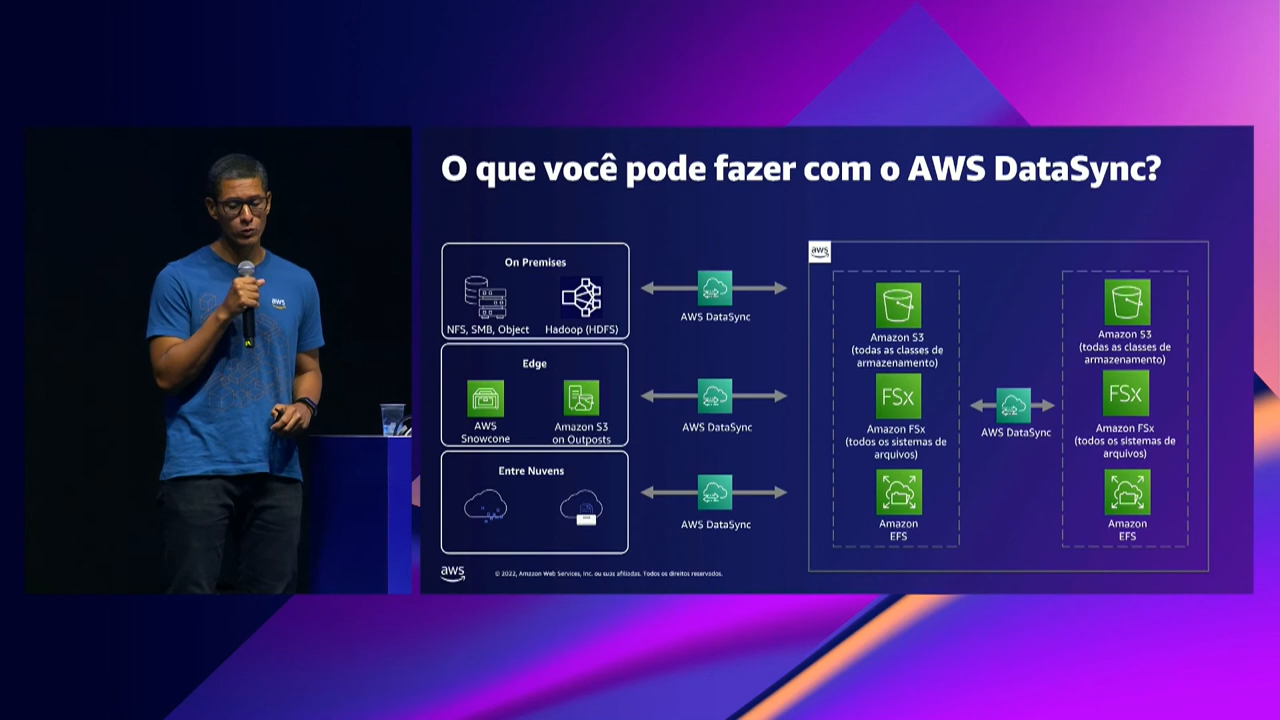 O que você pode fazer com o AWS DataSync?
On Premises
NFS, SMB, Object
Hadoop (HDFS)
Edge
AWS
Snowcone
Amazon S3
on Outposts
Entre Nuvens
AWS DataSync
AWS DataSync
AWS DataSync
aws
Amazon S3
(todas as classes de
armazenamento)
FSx
Amazon FSx
(todos os sistemas de
arquivos)
Amazon
EFS
AWS DataSync
Amazon S3
(todas as classes de
armazenamento)
FSx
Amazon FSx
(todos os sistemas de
arquivos)
Amazon
EFS
aws
© 2022, Amazon Web Services, Inc. ou suas afiliadas. Todos os direitos reservados.
aws